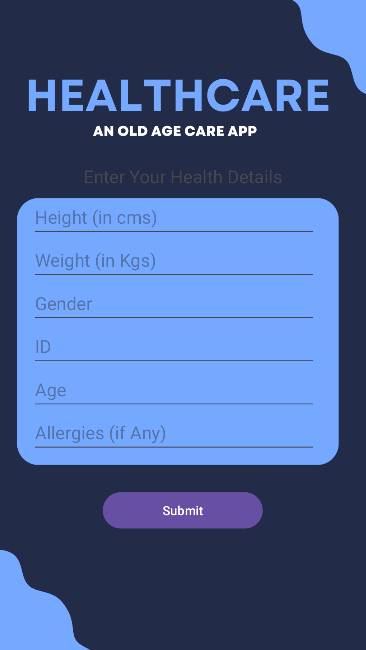 HEALTHCARE
AN OLD AGE CARE APP
Enter Your Health Details
Height (in cms)
Weight (in Kgs)
Gender
ID
Age
Allergies (if Any)
Submit